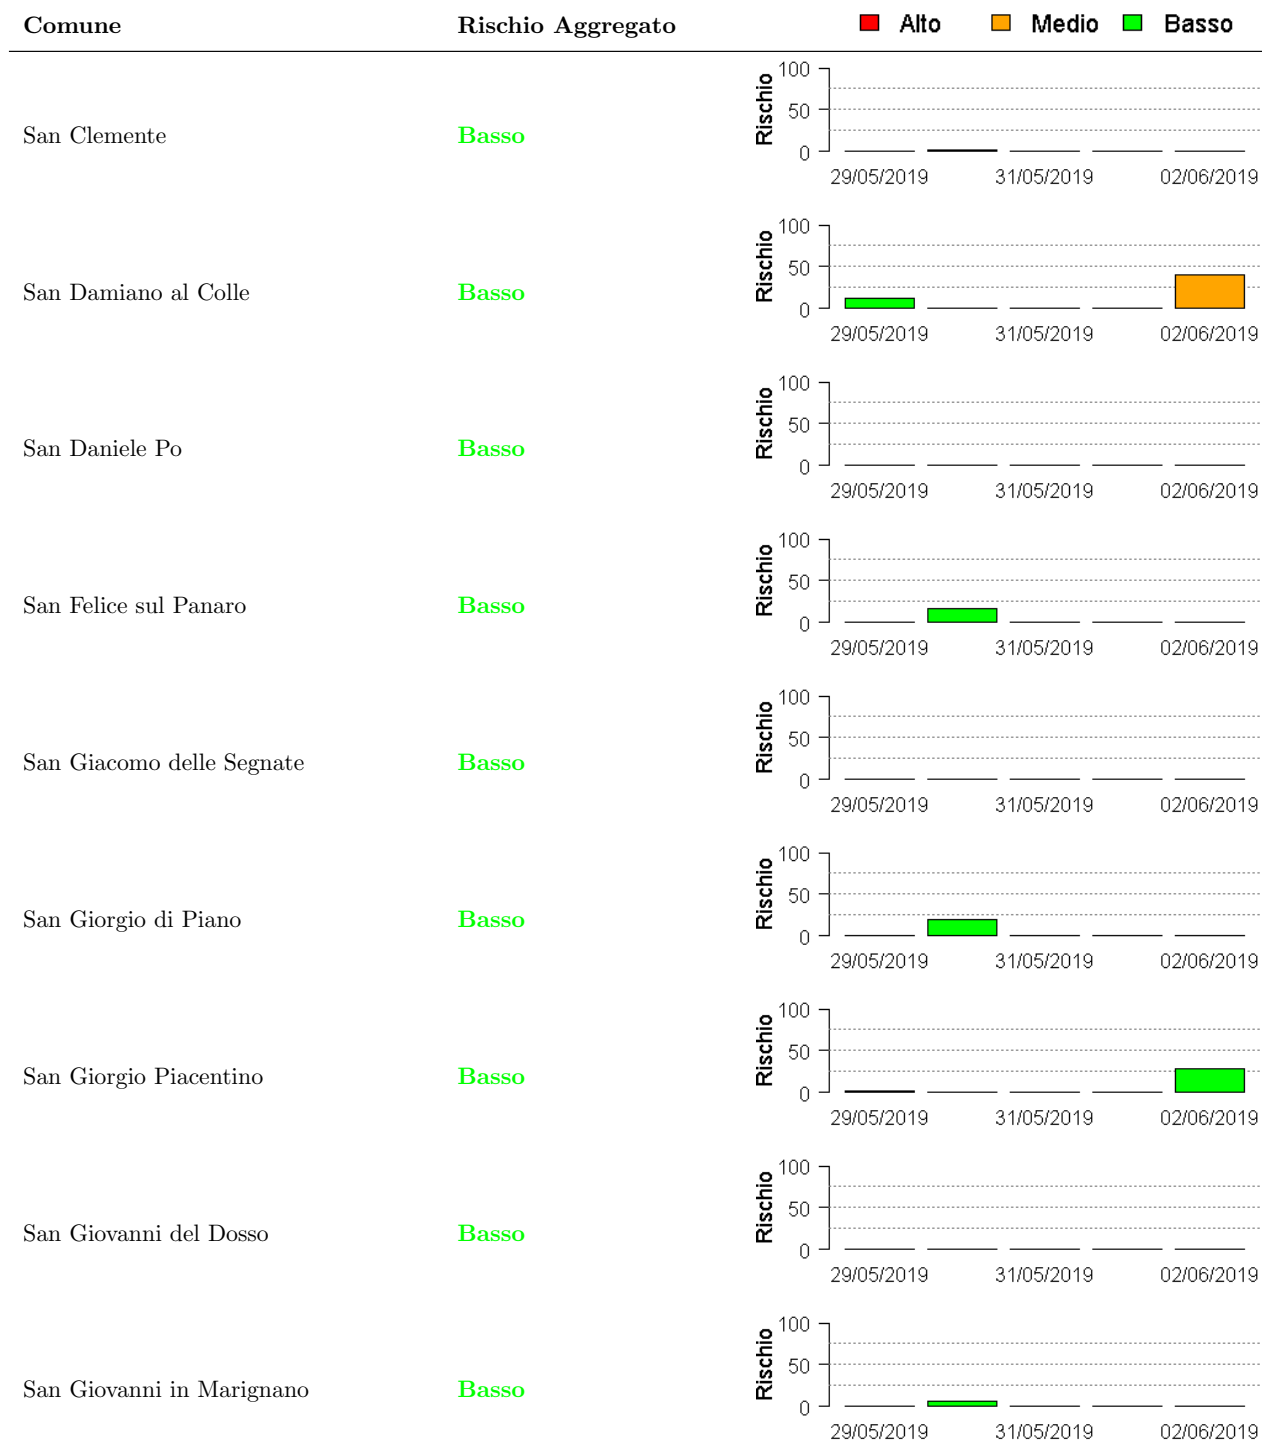 Comune Rischio Aggregato Alto Medio Basso
100
50
0
Rischio
San Clemente Basso
29/05/2019 31/05/2019 02/06/2019
100
50
0
Rischio
San Damiano al Colle Basso
29/05/2019 31/05/2019 02/06/2019
100
50
0
Rischio
San Daniele Po Basso
29/05/2019 31/05/2019 02/06/2019
100
50
0
Rischio
San Felice sul Panaro Basso
29/05/2019 31/05/2019 02/06/2019
100
50
0
Rischio
San Giacomo delle Segnate Basso
29/05/2019 31/05/2019 02/06/2019
100
50
0
Rischio
San Giorgio di Piano Basso
29/05/2019 31/05/2019 02/06/2019
100
50
0
Rischio
San Giorgio Piacentino Basso
29/05/2019 31/05/2019 02/06/2019
100
50
0
Rischio
San Giovanni del Dosso Basso
29/05/2019 31/05/2019 02/06/2019
100
50
0
Rischio
San Giovanni in Marignano Basso
29/05/2019 31/05/2019 02/06/2019